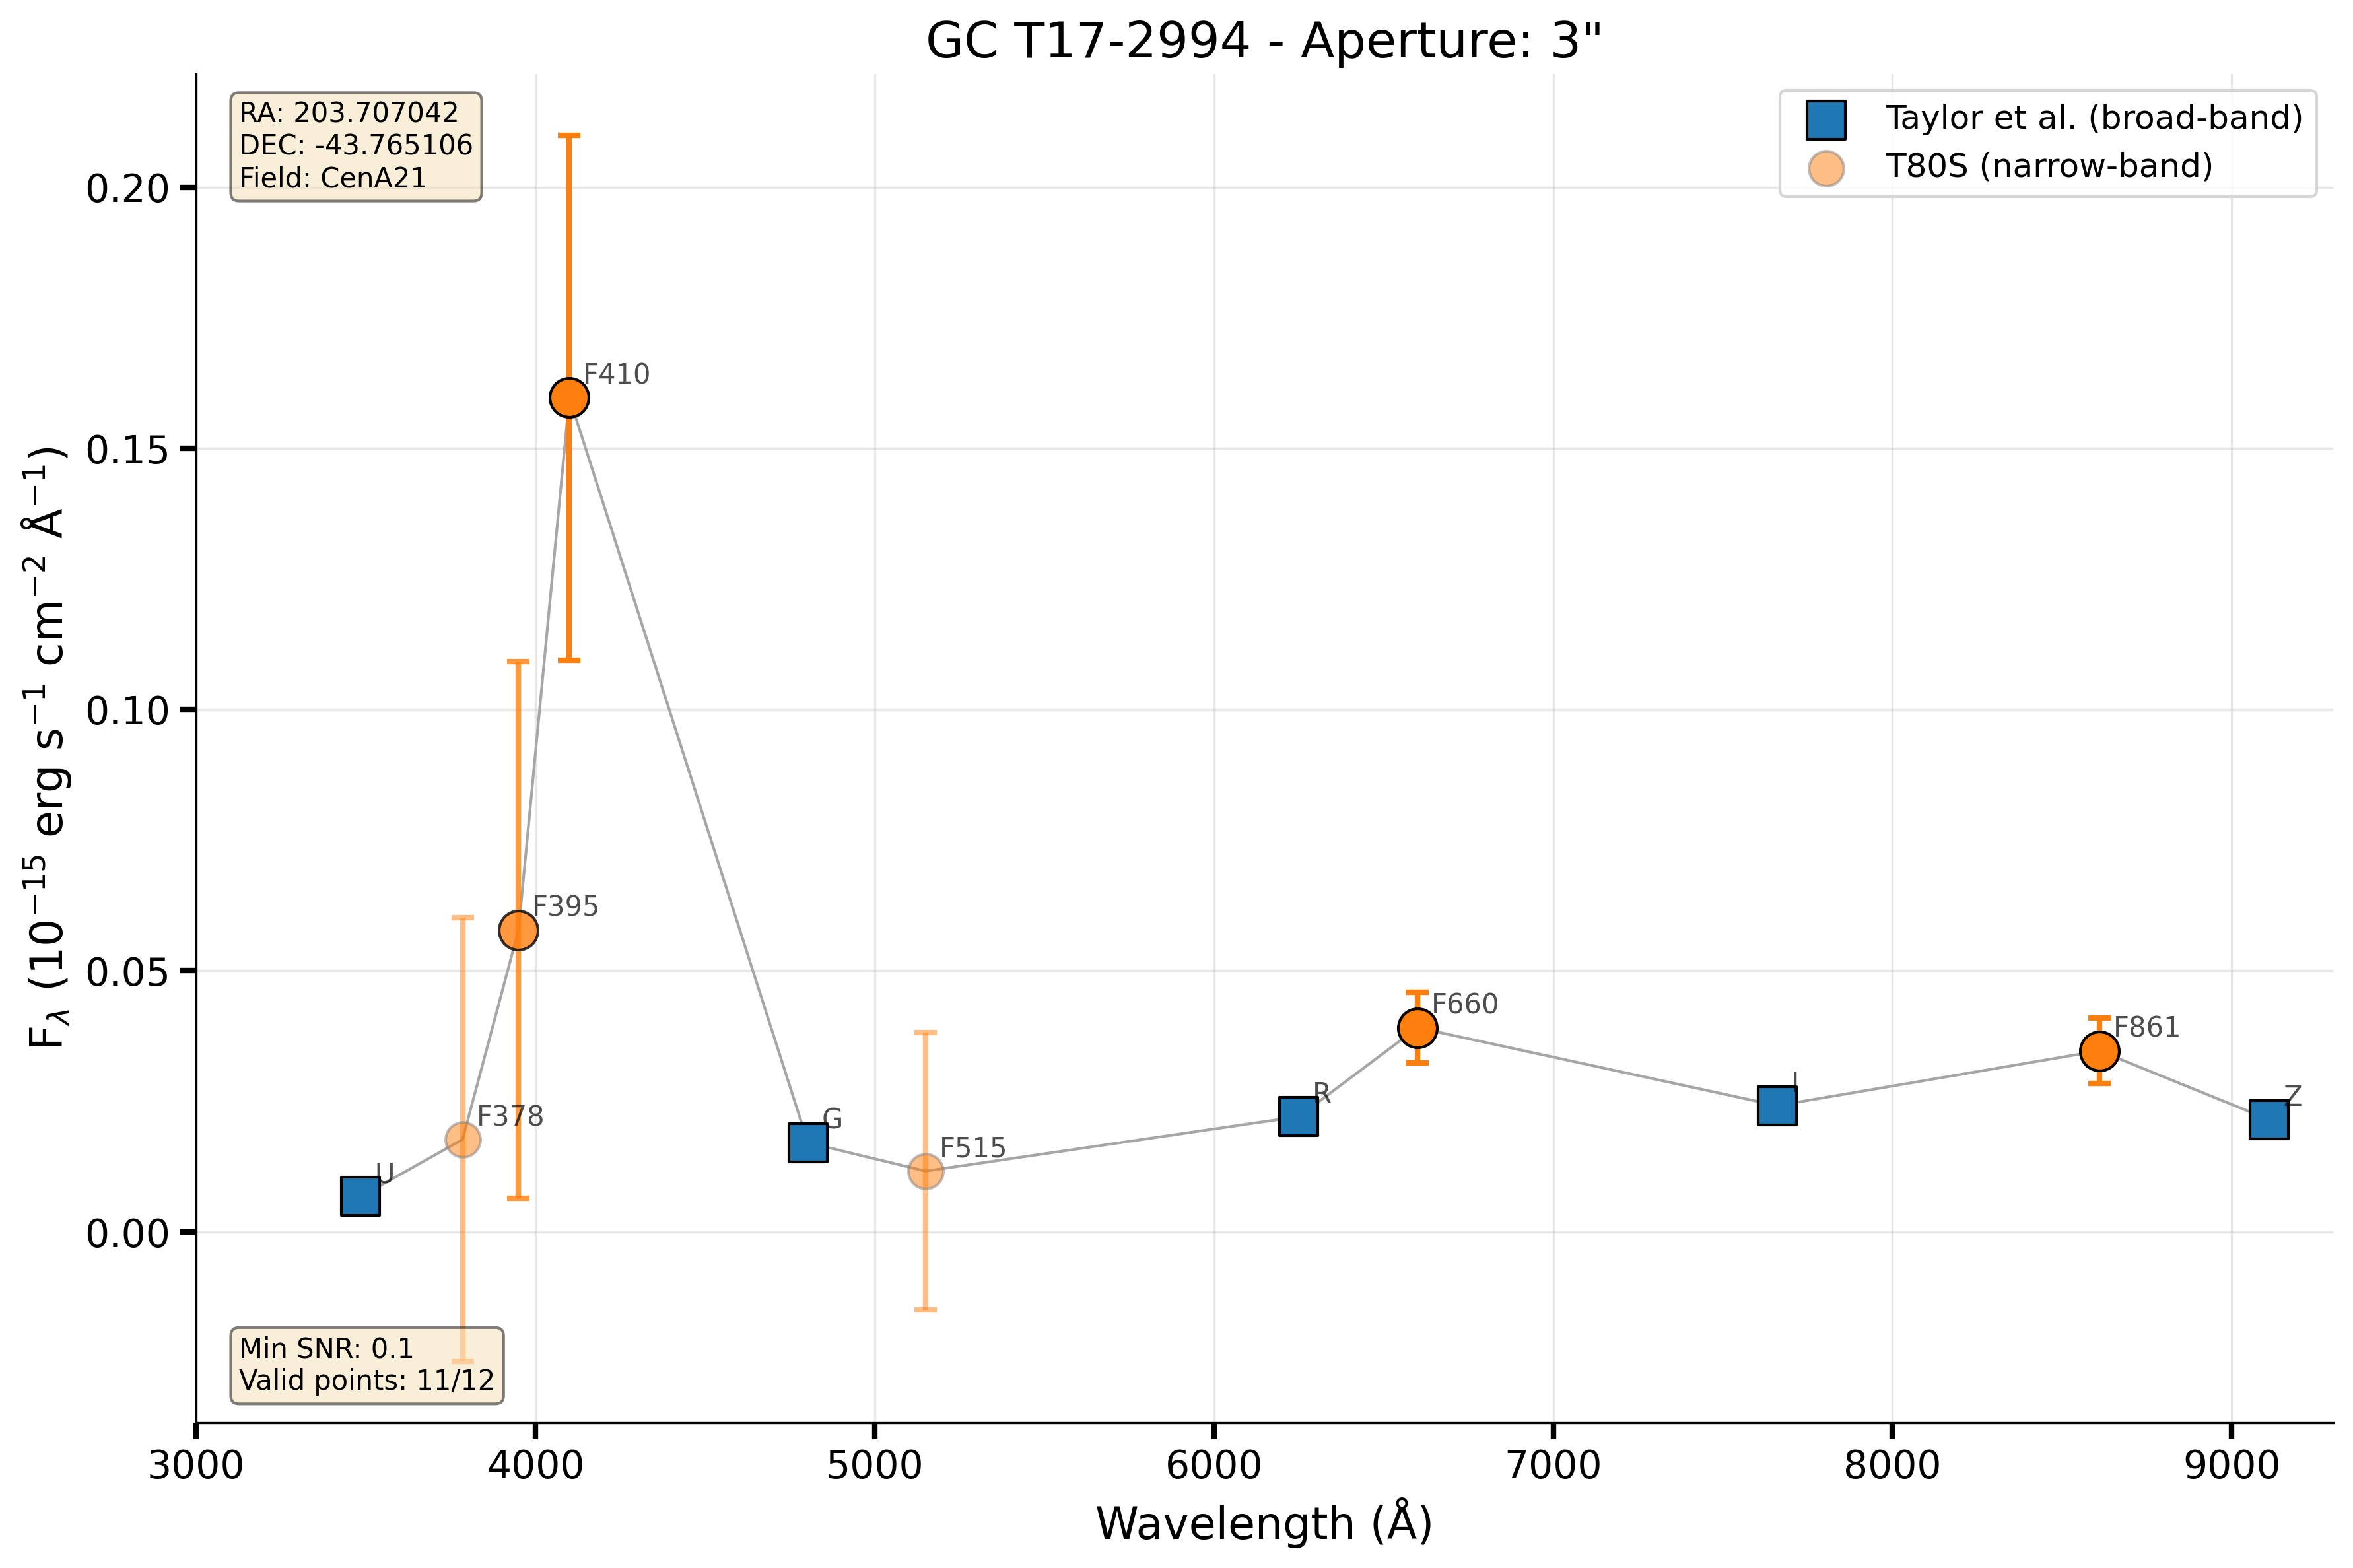 GC T17-2994 - Aperture: 3"
RA: 203.707042
DEC: -43.765106
Field: CenA21
Taylor et al. (broad-band)
T80S (narrow-band)
F410
F395
F378
U
G
F515
R
F660
I
F861
Z
Min SNR: 0.1
Valid points: 11/12
0.20
0.15
0.10
0.05
0.00
F_λ (10⁻¹⁵ erg s⁻¹ cm⁻² Å⁻¹)
3000 4000 5000 6000 7000 8000 9000
Wavelength (Å)